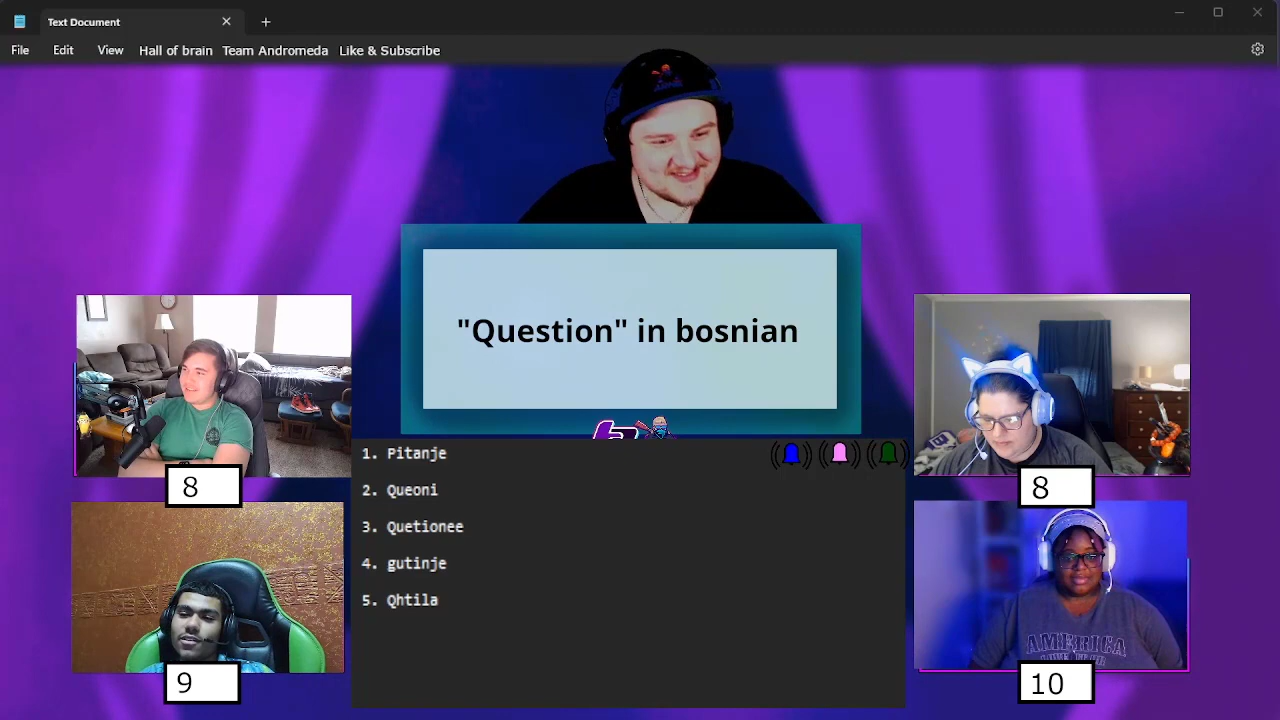 Text Document
File Edit View Hall of brain Team Andromeda Like & Subscribe
"Question" in bosnian
1. Pitanje
2. Queoni
3. Quetionee
4. gutinje
5. Qhtila
8
8
AMERICA
9
10